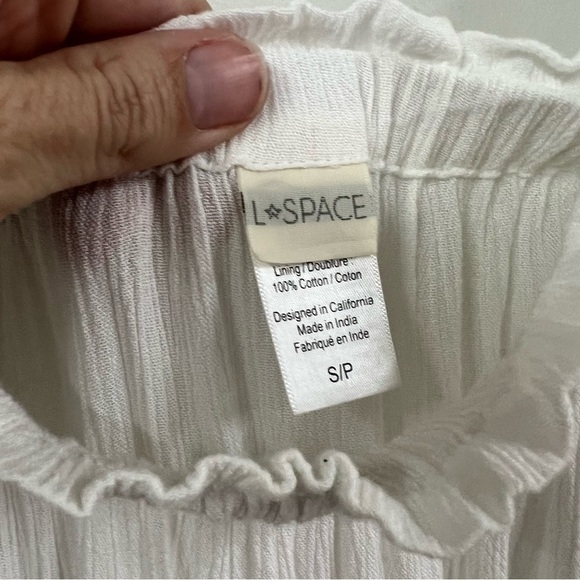 L☆SPACE
Lining / Doublure :
100% Cotton / Coton
Designed in California
Made in India
Fabriqué en Inde
S/P